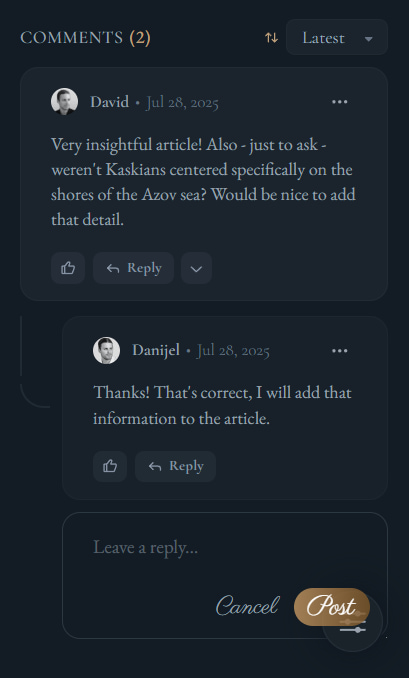 COMMENTS (2)
Latest
David • Jul 28, 2025
Very insightful article! Also - just to ask -
weren't Kaskians centered specifically on the
shores of the Azov sea? Would be nice to add
that detail.
Reply
Danijel • Jul 28, 2025
Thanks! That's correct, I will add that
information to the article.
Reply
Leave a reply...
Cancel
Post